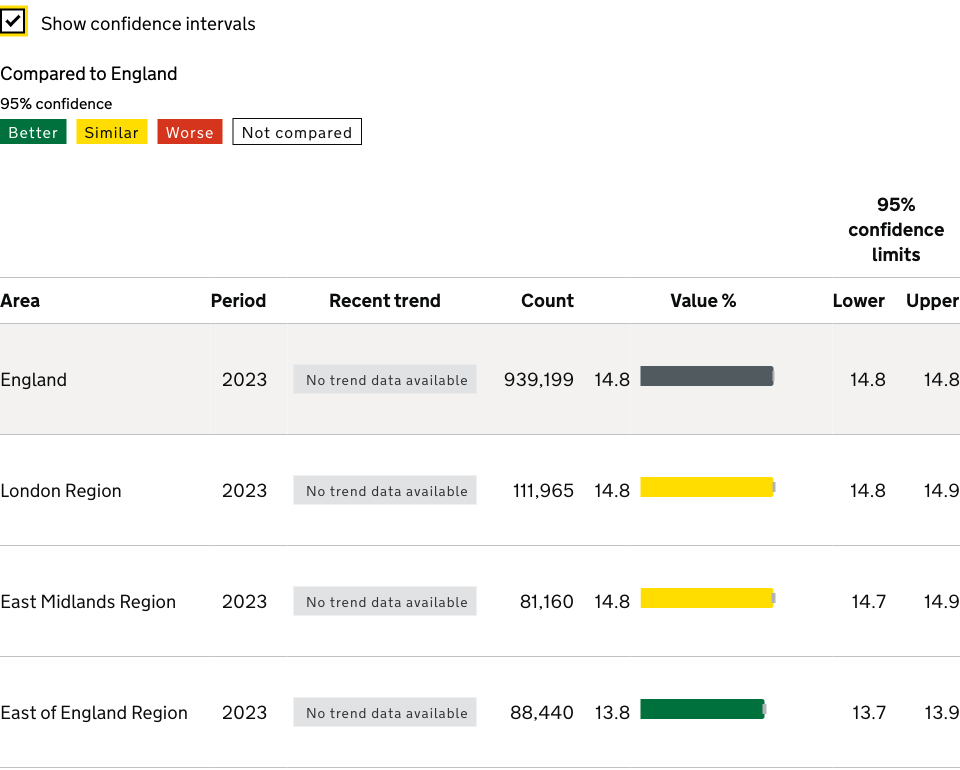 Show confidence intervals
Compared to England
95% confidence
Better Similar Worse Not compared
95%
confidence
limits
Area Period Recent trend Count Value % Lower Upper
England 2023 No trend data available 939,199 14.8 14.8 14.8
London Region 2023 No trend data available 111,965 14.8 14.8 14.9
East Midlands Region 2023 No trend data available 81,160 14.8 14.7 14.9
East of England Region 2023 No trend data available 88,440 13.8 13.7 13.9